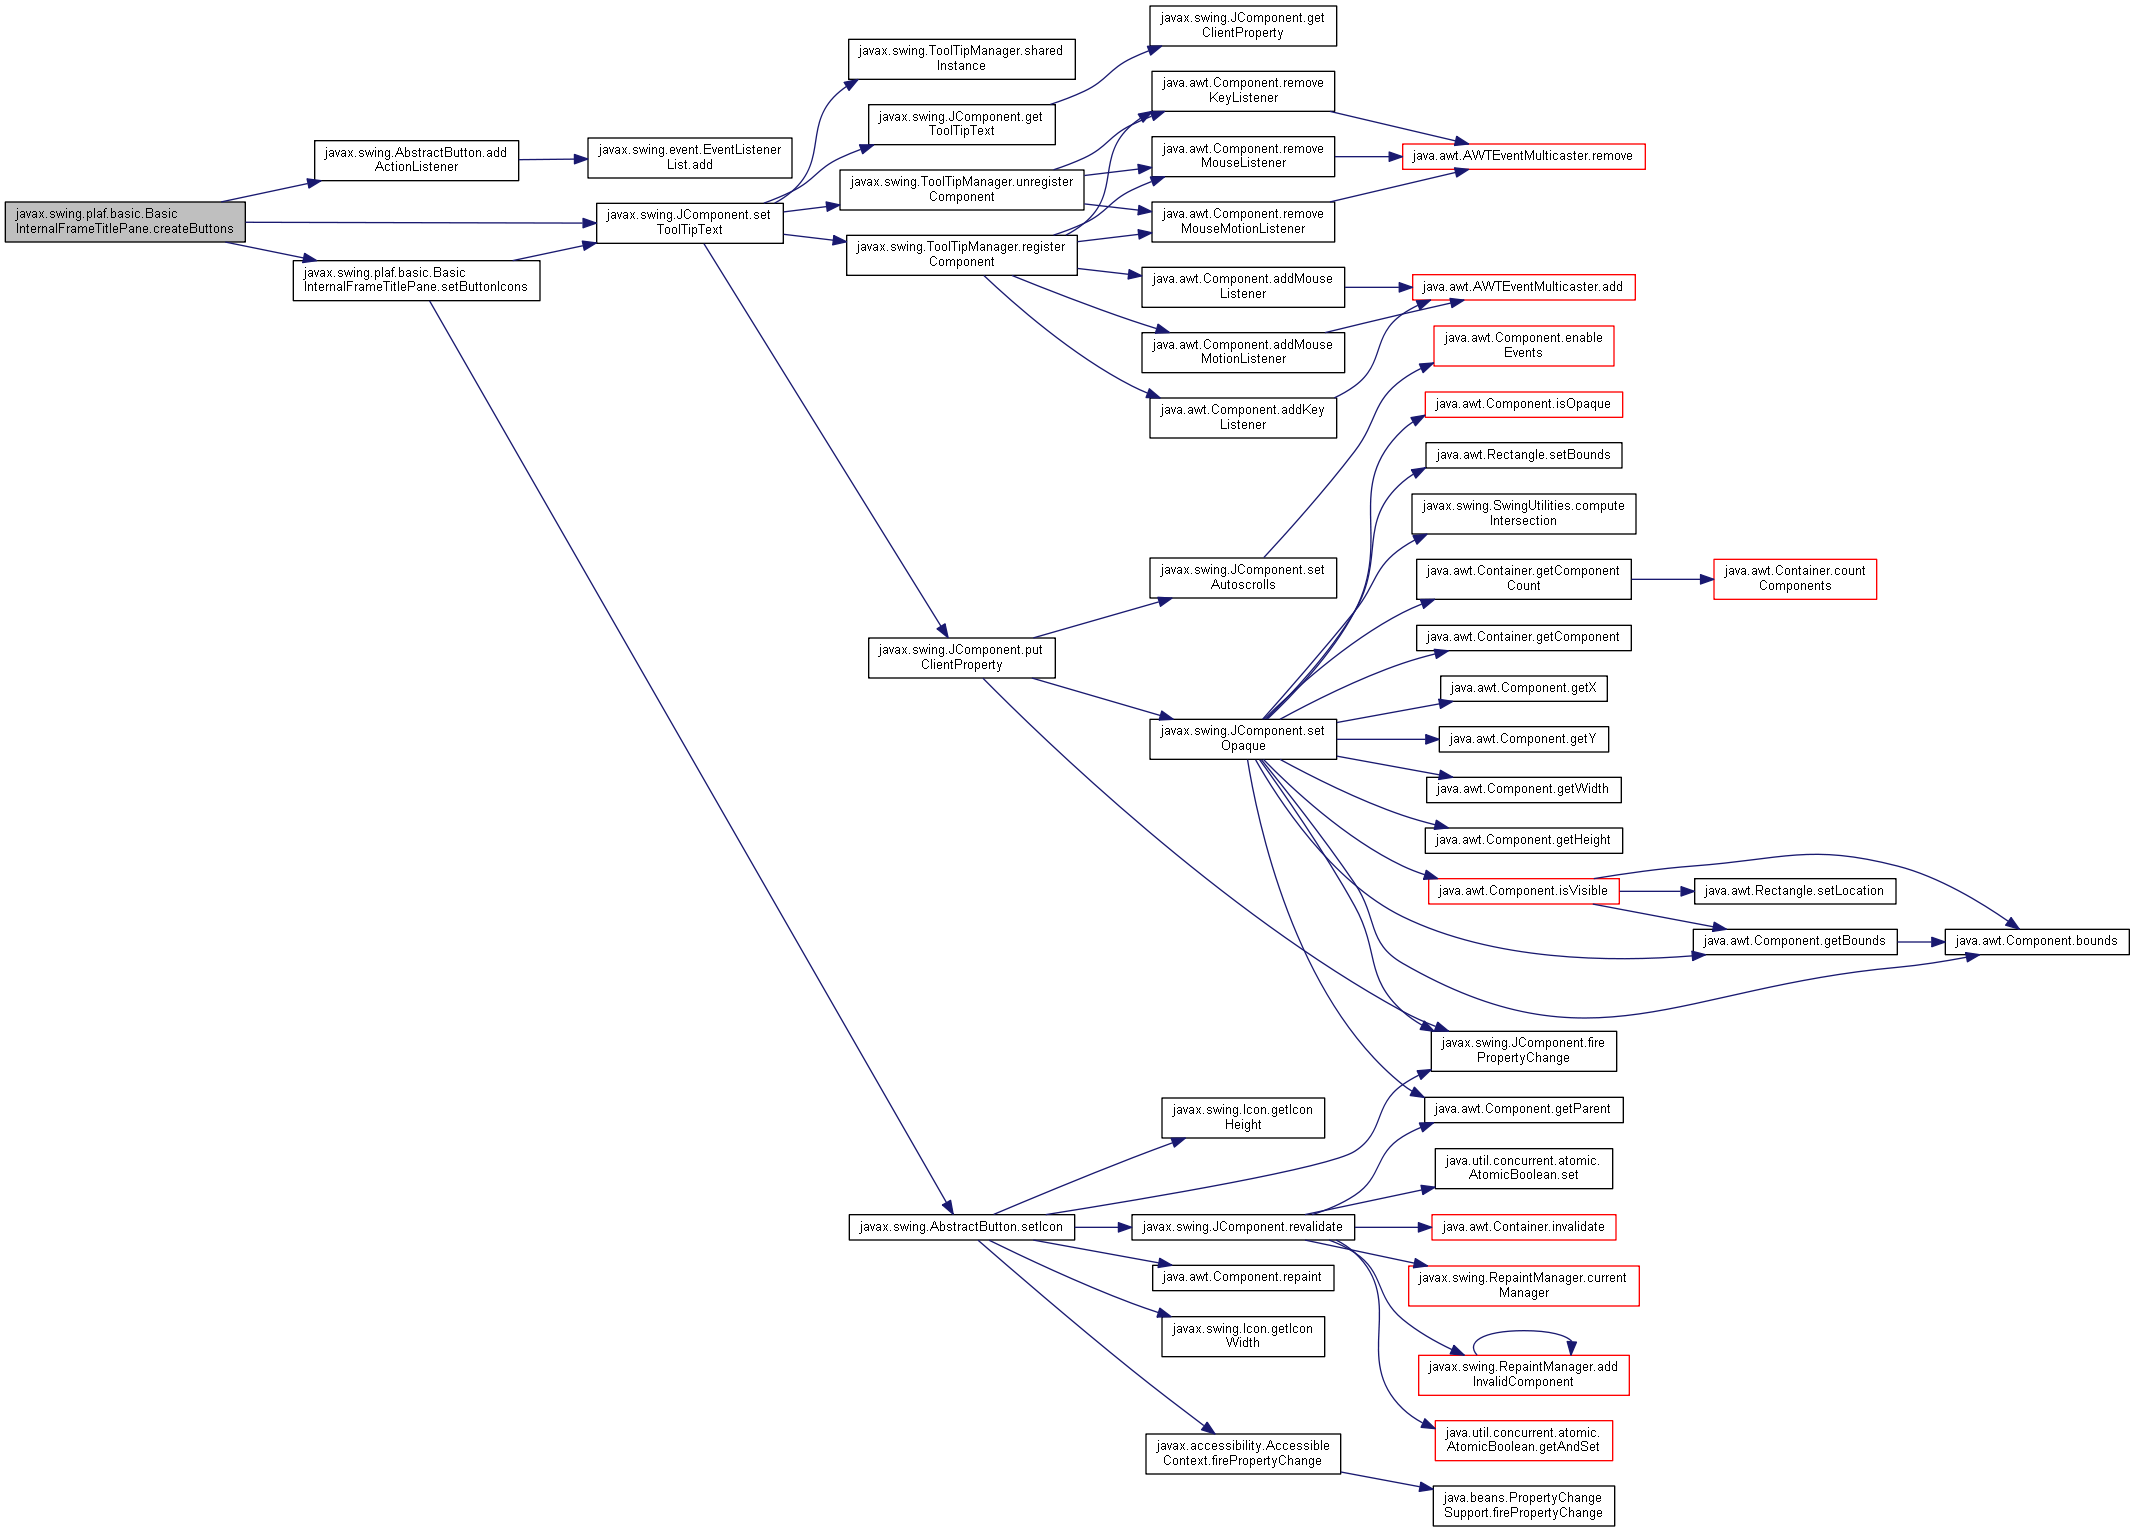 javax.swing.plaf.basic.Basic
InternalFrameTitlePane.createButtons
javax.swing.AbstractButton.add
ActionListener
javax.swing.plaf.basic.Basic
InternalFrameTitlePane.setButtonIcons
javax.swing.event.EventListener
List.add
javax.swing.JComponent.set
ToolTipText
javax.swing.ToolTipManager.shared
Instance
javax.swing.JComponent.get
ToolTipText
javax.swing.ToolTipManager.unregister
Component
javax.swing.ToolTipManager.register
Component
javax.swing.JComponent.put
ClientProperty
javax.swing.AbstractButton.setIcon
javax.swing.JComponent.get
ClientProperty
java.awt.Component.remove
KeyListener
java.awt.Component.remove
MouseListener
java.awt.Component.remove
MouseMotionListener
java.awt.Component.addMouse
Listener
java.awt.Component.addMouse
MotionListener
java.awt.Component.addKey
Listener
javax.swing.JComponent.set
Autoscrolls
javax.swing.JComponent.set
Opaque
javax.swing.Icon.getIcon
Height
javax.swing.JComponent.revalidate
java.awt.Component.repaint
javax.swing.Icon.getIcon
Width
javax.accessibility.Accessible
Context.firePropertyChange
java.awt.AWTEventMulticaster.remove
java.awt.AWTEventMulticaster.add
java.awt.Component.enable
Events
java.awt.Component.isOpaque
java.awt.Rectangle.setBounds
javax.swing.SwingUtilities.compute
Intersection
java.awt.Container.getComponent
Count
java.awt.Container.getComponent
java.awt.Component.getX
java.awt.Component.getY
java.awt.Component.getWidth
java.awt.Component.getHeight
java.awt.Component.isVisible
javax.swing.JComponent.fire
PropertyChange
java.awt.Component.getParent
java.util.concurrent.atomic.
AtomicBoolean.set
java.awt.Container.invalidate
javax.swing.RepaintManager.current
Manager
javax.swing.RepaintManager.add
InvalidComponent
java.util.concurrent.atomic.
AtomicBoolean.getAndSet
java.beans.PropertyChange
Support.firePropertyChange
java.awt.Container.count
Components
java.awt.Rectangle.setLocation
java.awt.Component.getBounds
java.awt.Component.bounds